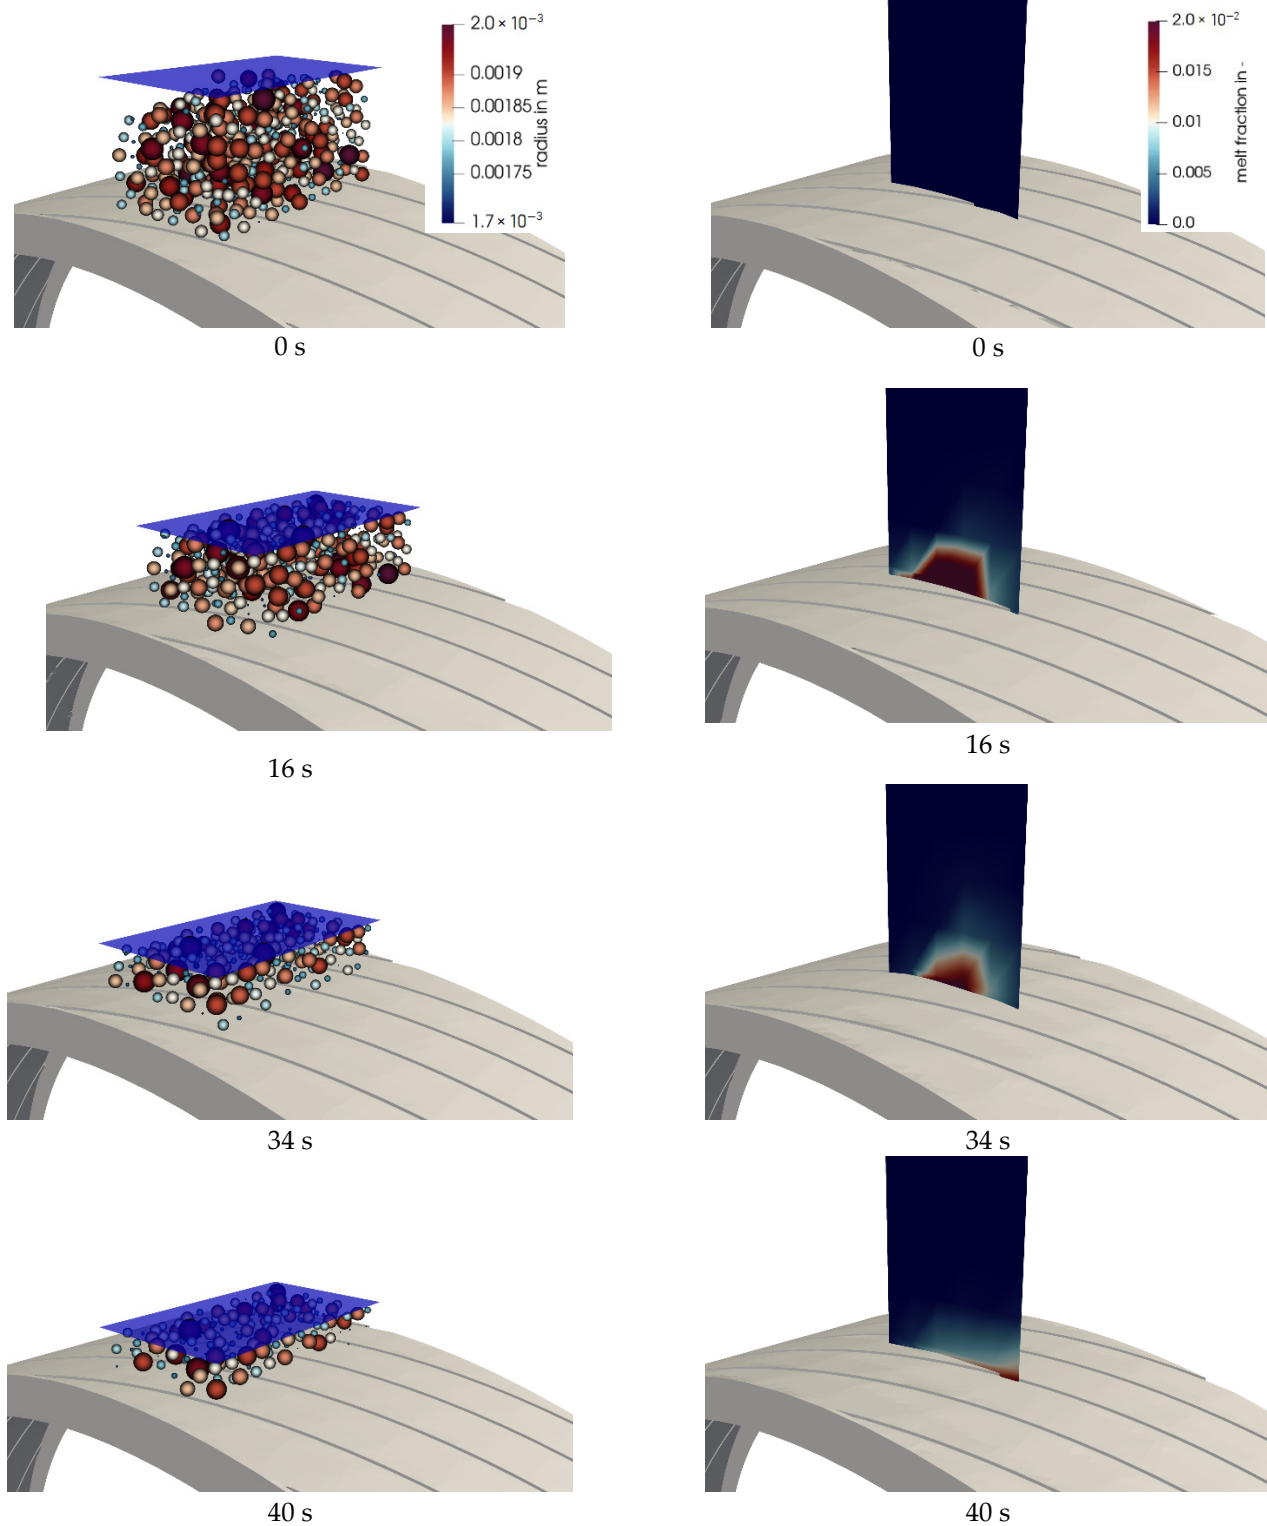 2.0 × 10⁻³
0.0019
0.00185
0.0018
0.00175
1.7 × 10⁻³
radius in m
2.0 × 10⁻²
0.015
0.01
0.005
0.0
melt fraction in -
0 s
0 s
16 s
16 s
34 s
34 s
40 s
40 s